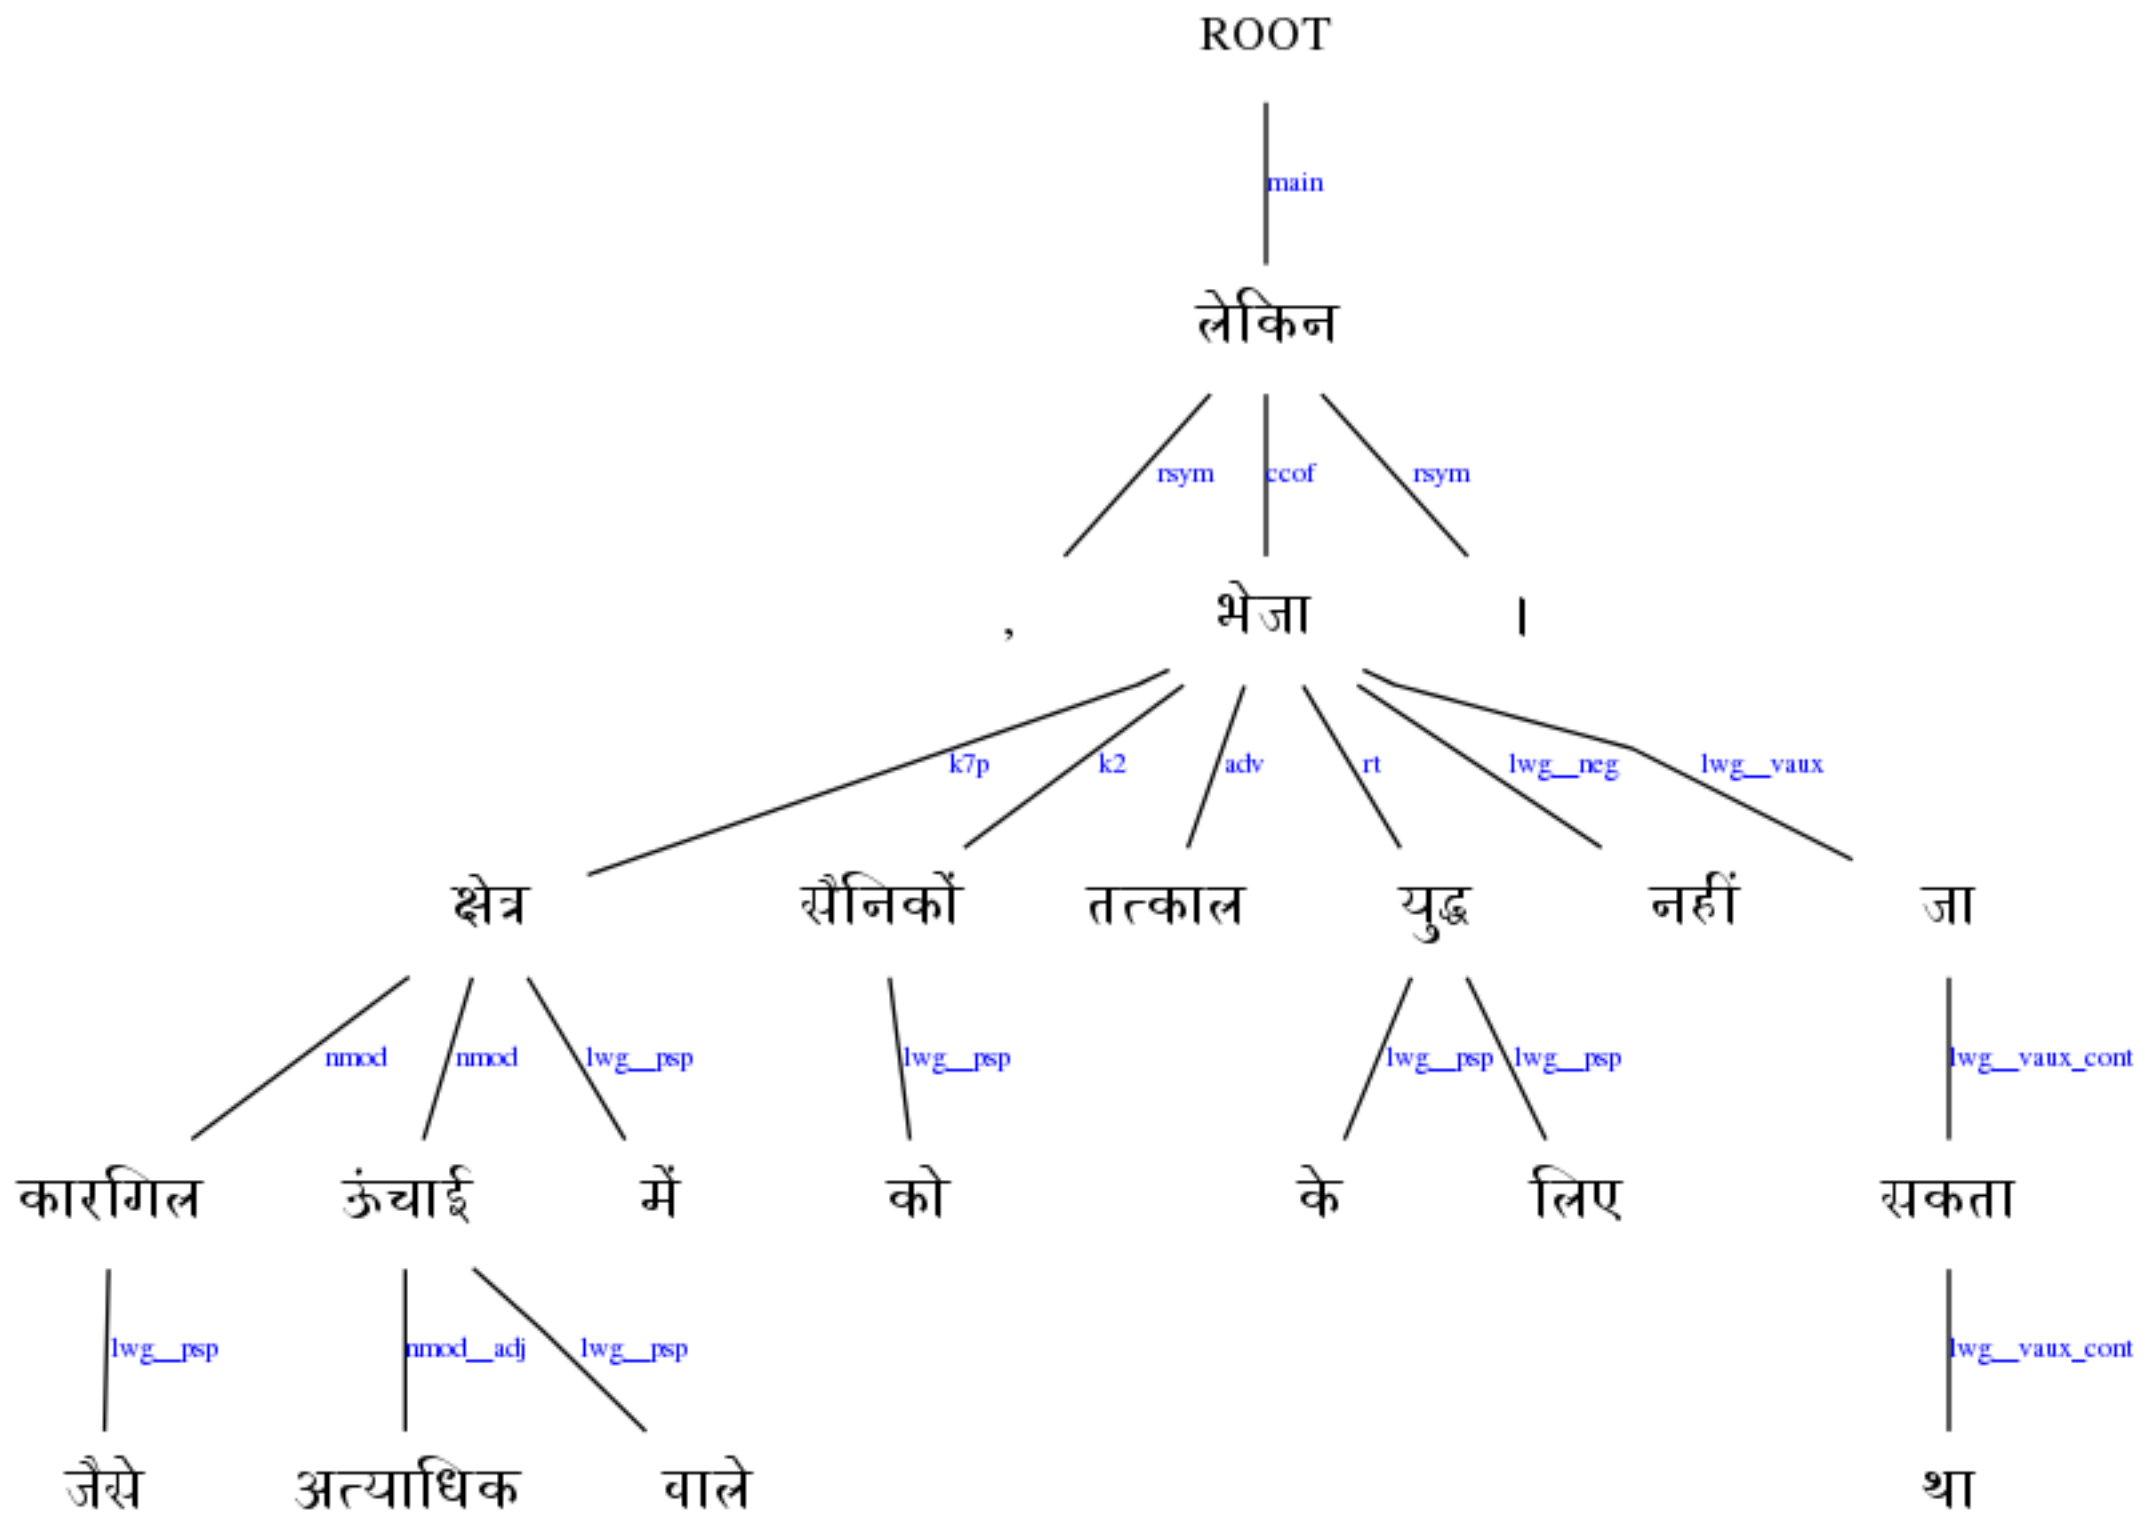 ROOT
main
लेकिन
rsym ccof rsym
, भेजा ।
k7p k2 adv rt lwg__neg lwg__vaux
क्षेत्र सैनिकों तत्काल युद्ध नहीं जा
nmod nmod lwg__psp lwg__psp lwg__psp lwg__psp lwg__vaux_cont
कारगिल ऊंचाई में को के लिए सकता
lwg__psp nmod__adj lwg__psp lwg__vaux_cont
जैसे अत्याधिक वाले था